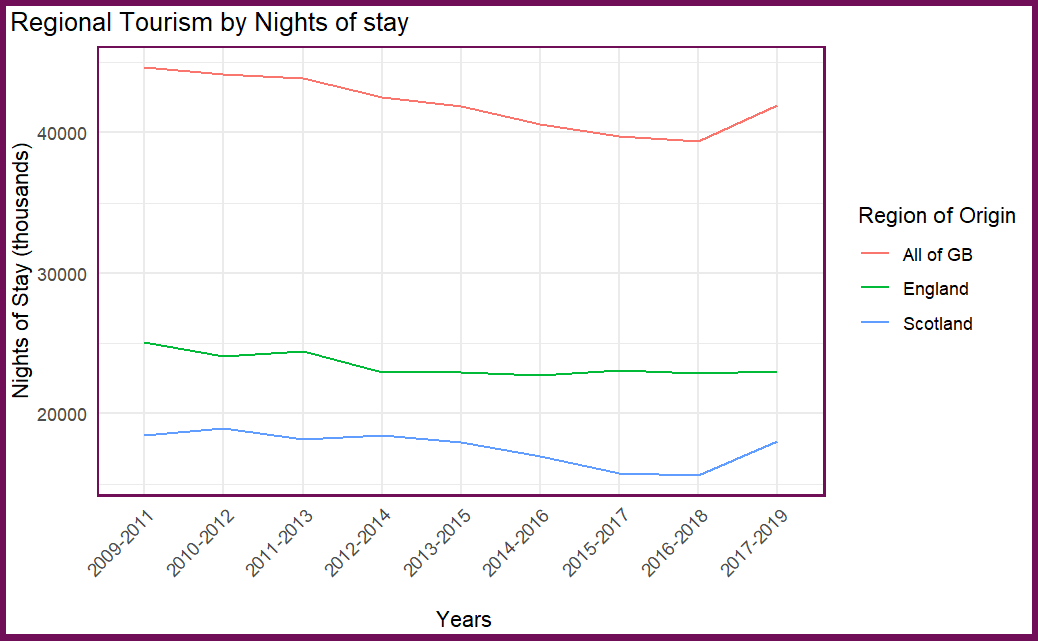 Regional Tourism by Nights of stay
Nights of Stay (thousands)
40000
30000
20000
2009-2011
2010-2012
2011-2013
2012-2014
2013-2015
2014-2016
2015-2017
2016-2018
2017-2019
Years
Region of Origin
All of GB
England
Scotland